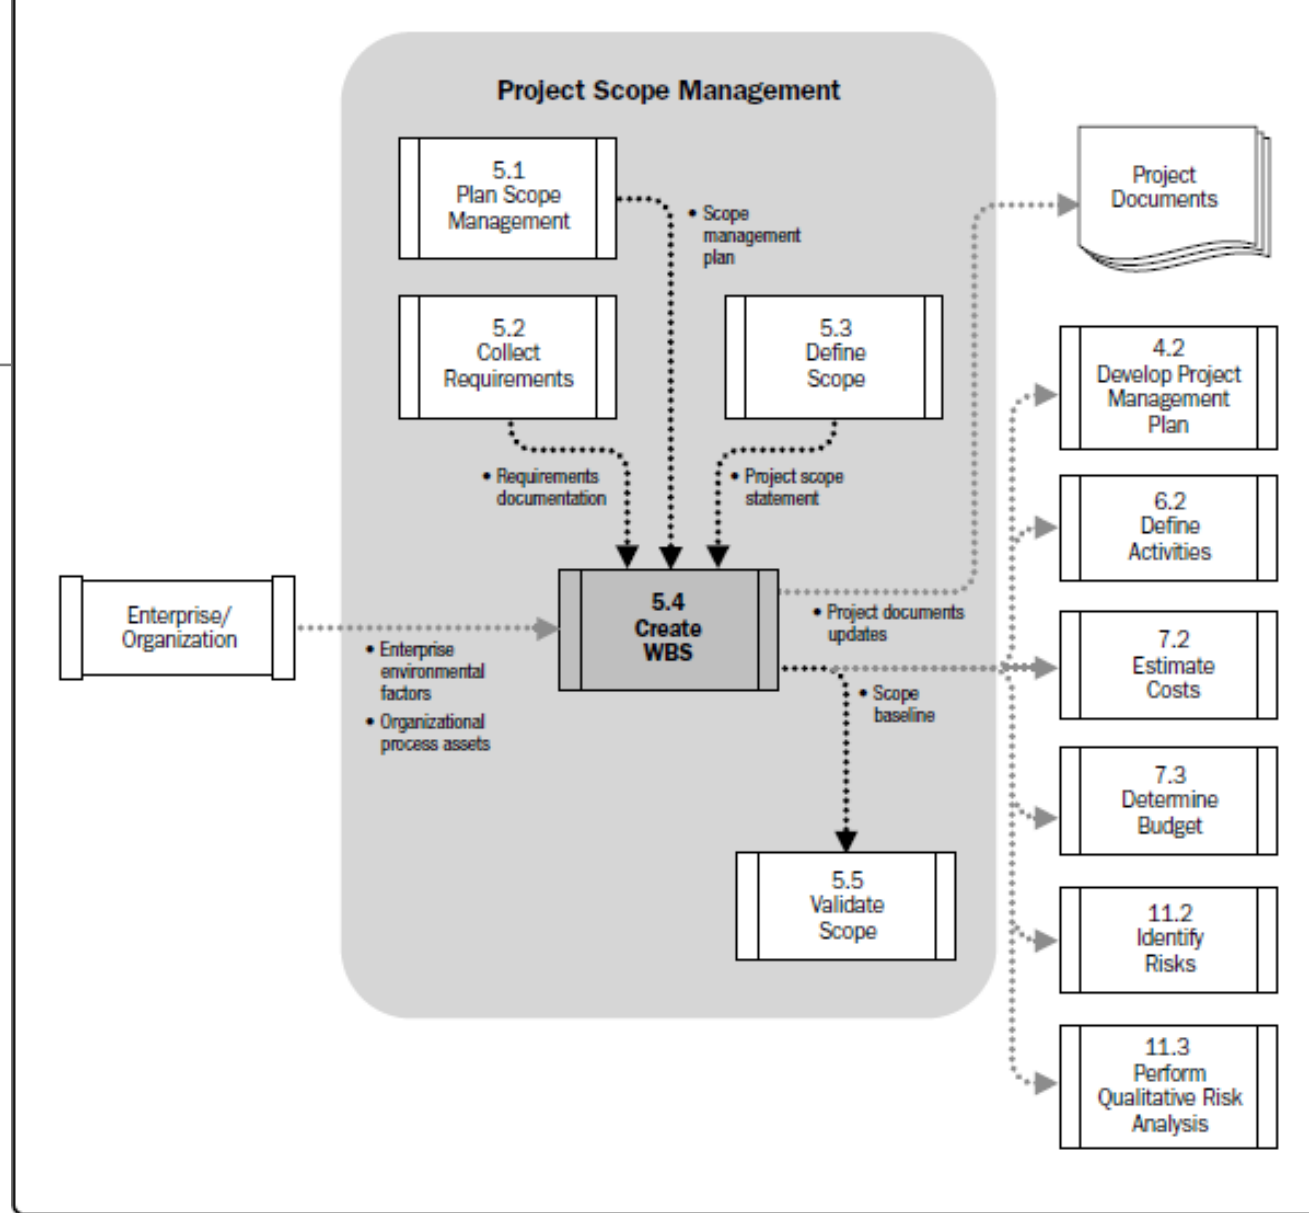 Project Scope Management
5.1
Plan Scope
Management
• Scope
management
plan
Project
Documents
5.2
Collect
Requirements
5.3
Define
Scope
4.2
Develop Project
Management
Plan
• Requirements
documentation
• Project scope
statement
6.2
Define
Activities
Enterprise/
Organization
• Enterprise
environmental
factors
• Organizational
process assets
5.4
Create
WBS
• Project documents
updates
• Scope
baseline
7.2
Estimate
Costs
7.3
Determine
Budget
5.5
Validate
Scope
11.2
Identify
Risks
11.3
Perform
Qualitative Risk
Analysis